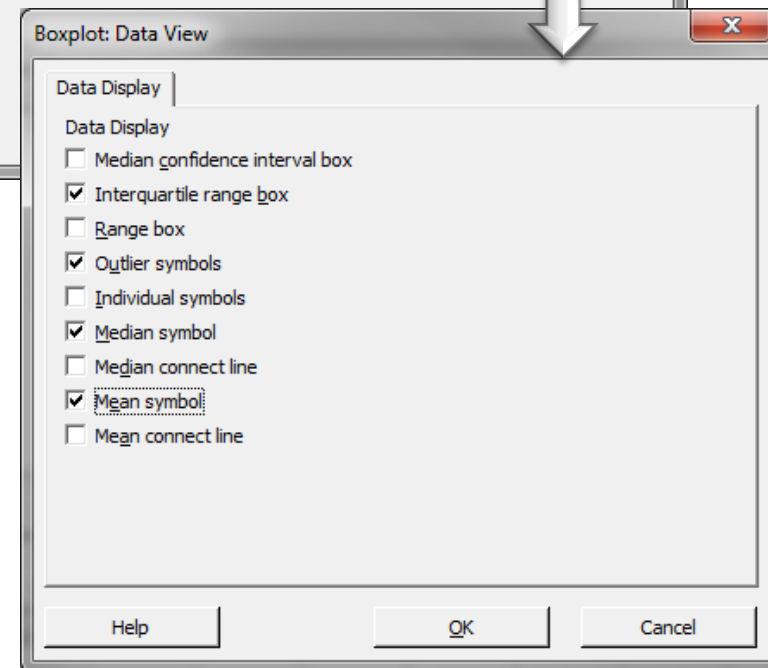 Boxplot: Data View
Data Display
Data Display
Median confidence interval box
Interquartile range box
Range box
Outlier symbols
Individual symbols
Median symbol
Median connect line
Mean symbol
Mean connect line
Help OK Cancel